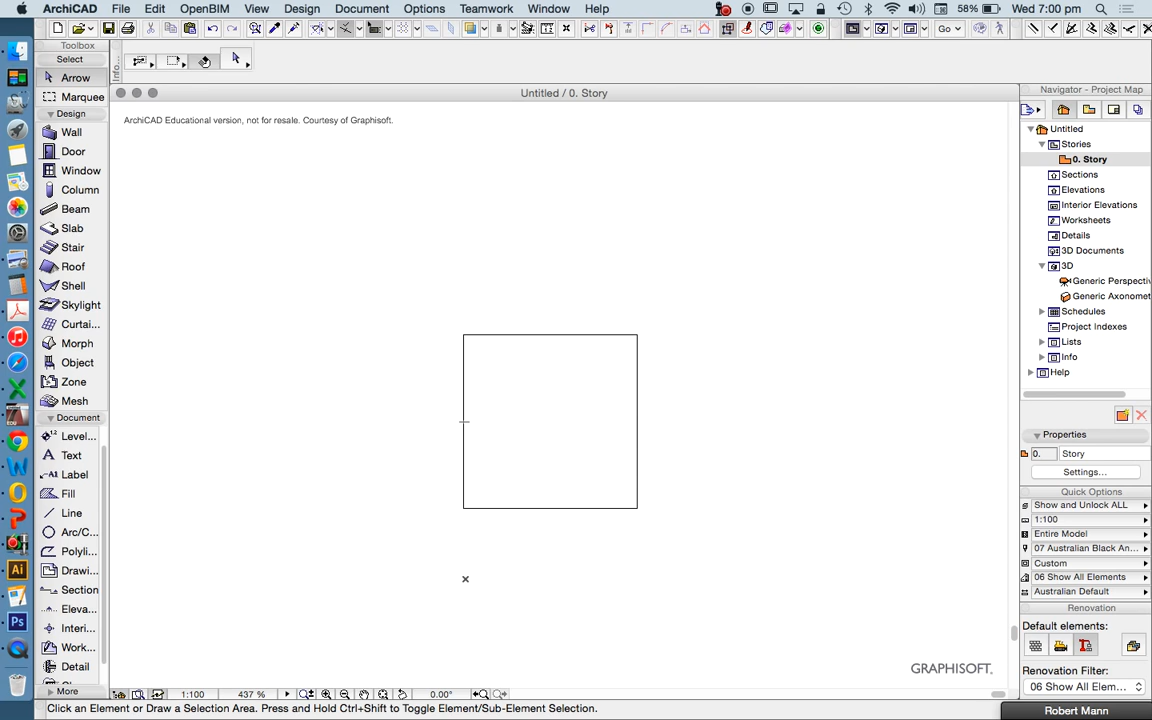 ArchiCAD File Edit OpenBIM View Design Document Options Teamwork Window Help 58% Wed 7:00 pm
Go
Toolbox
Select
Arrow
Marquee
Design
Wall
Door
Window
Column
Beam
Slab
Stair
Roof
Shell
Skylight
Curtai...
Morph
Object
Zone
Mesh
Document
Level...
Text
A1 Label
Fill
Line
Arc/C...
Polyli...
Drawi...
Section
Eleva...
Interi...
Work...
Detail
More
Info...
Untitled / 0. Story
ArchiCAD Educational version, not for resale. Courtesy of Graphisoft.
GRAPHISOFT.
1:100 437 % 0.00°
Click an Element or Draw a Selection Area. Press and Hold Ctrl+Shift to Toggle Element/Sub-Element Selection.
Navigator - Project Map
Untitled
Stories
0. Story
Sections
Elevations
Interior Elevations
Worksheets
Details
3D Documents
3D
Generic Perspecti
Generic Axonomet
Schedules
Project Indexes
Lists
Info
Help
Properties
0. Story
Settings...
Quick Options
Show and Unlock ALL
1:100
Entire Model
07 Australian Black An...
Custom
06 Show All Elements
Australian Default
Renovation
Default elements:
Renovation Filter:
06 Show All Elem...
Robert Mann